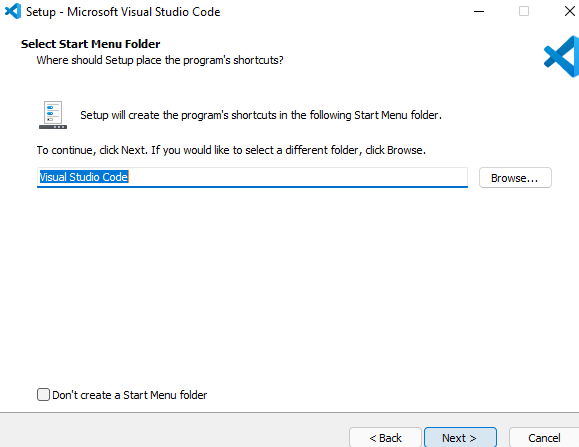 Setup - Microsoft Visual Studio Code
Select Start Menu Folder
Where should Setup place the program's shortcuts?
Setup will create the program's shortcuts in the following Start Menu folder.
To continue, click Next. If you would like to select a different folder, click Browse.
Visual Studio Code
Browse...
Don't create a Start Menu folder
< Back
Next >
Cancel